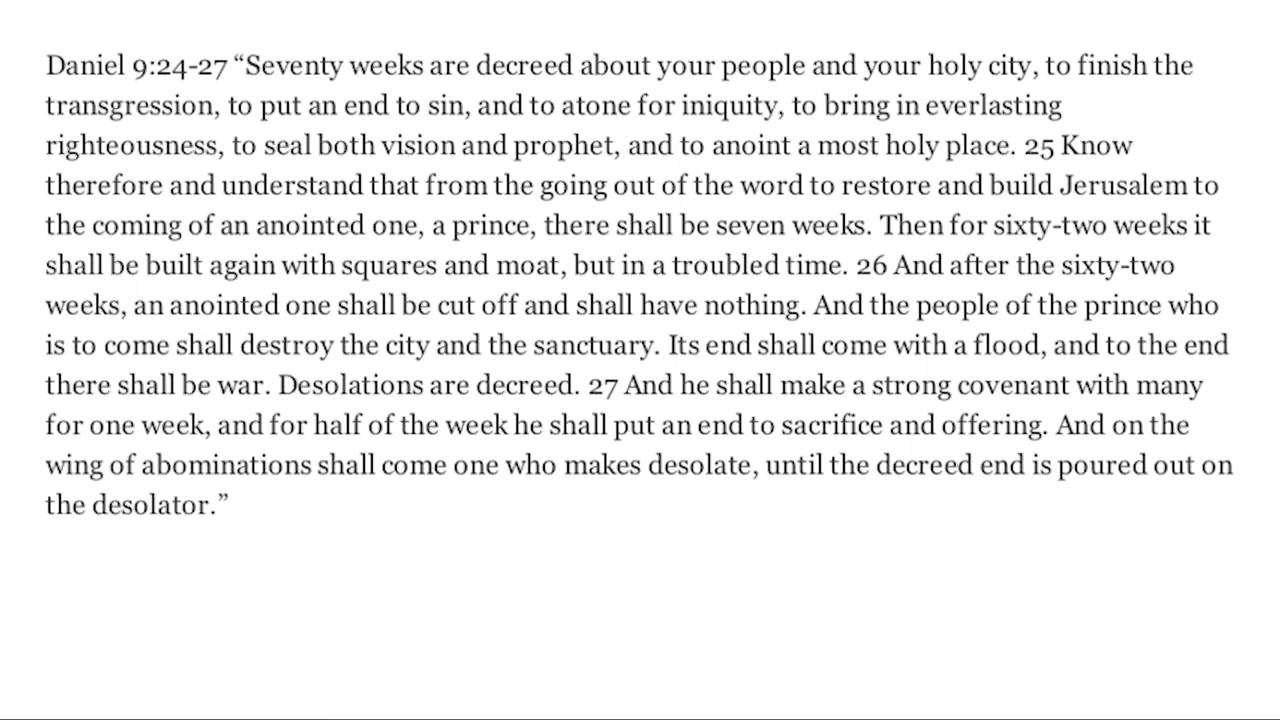 Daniel 9:24-27 “Seventy weeks are decreed about your people and your holy city, to finish the
transgression, to put an end to sin, and to atone for iniquity, to bring in everlasting
righteousness, to seal both vision and prophet, and to anoint a most holy place. 25 Know
therefore and understand that from the going out of the word to restore and build Jerusalem to
the coming of an anointed one, a prince, there shall be seven weeks. Then for sixty-two weeks it
shall be built again with squares and moat, but in a troubled time. 26 And after the sixty-two
weeks, an anointed one shall be cut off and shall have nothing. And the people of the prince who
is to come shall destroy the city and the sanctuary. Its end shall come with a flood, and to the end
there shall be war. Desolations are decreed. 27 And he shall make a strong covenant with many
for one week, and for half of the week he shall put an end to sacrifice and offering. And on the
wing of abominations shall come one who makes desolate, until the decreed end is poured out on
the desolator.”